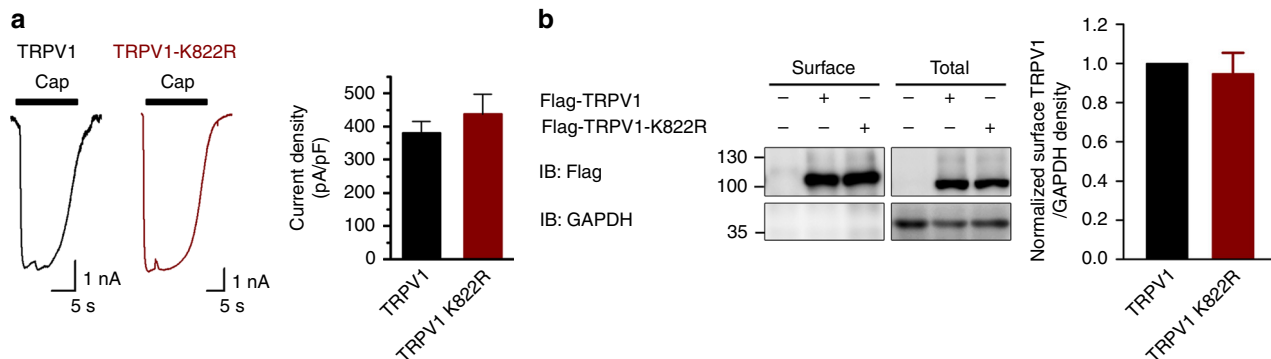 a
TRPV1
TRPV1-K822R
Cap
Cap
1 nA
5 s
1 nA
5 s
Current density
(pA/pF)
500
400
300
200
100
0
TRPV1
TRPV1 K822R
b
Surface
Total
Flag-TRPV1
– + – – + –
Flag-TRPV1-K822R
– – + – – +
IB: Flag
130
100
IB: GAPDH
35
Normalized surface TRPV1
/GAPDH density
1.2
1.0
0.8
0.6
0.4
0.2
0.0
TRPV1
TRPV1 K822R